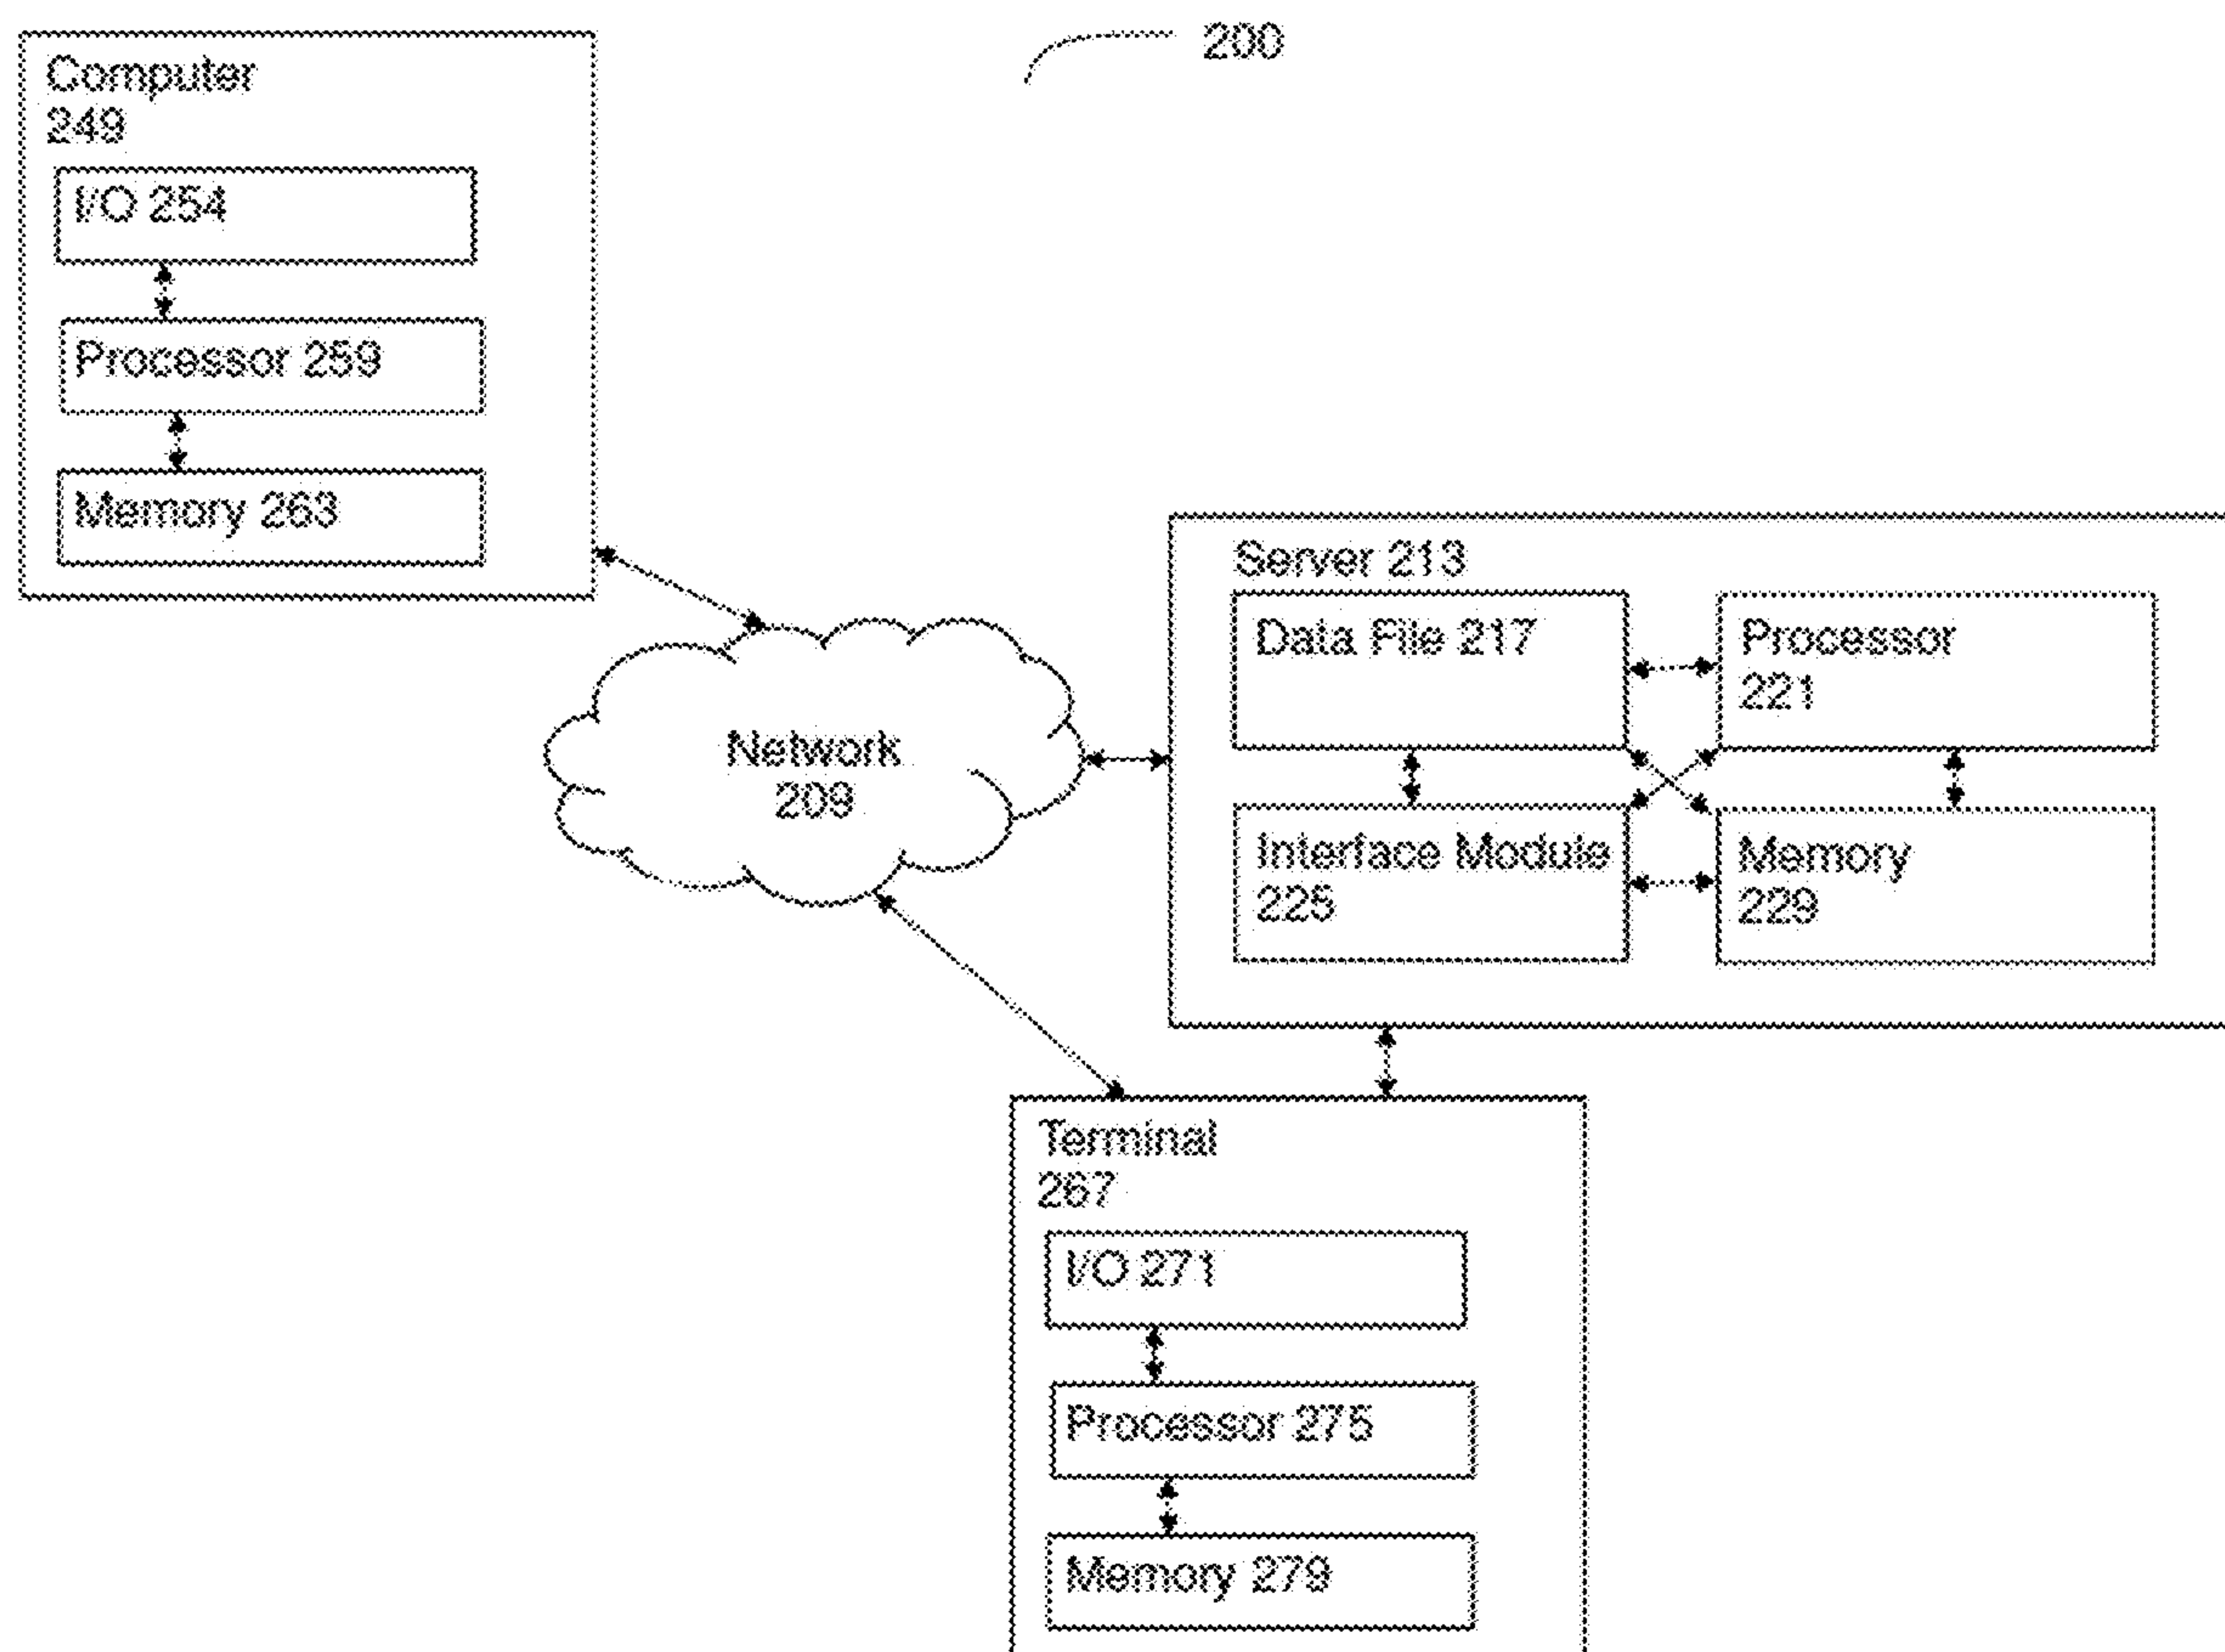 200
Computer
249
I/O 254
Processor 259
Memory 263
Server 213
Data File 217
Processor
221
Network
209
Interface Module
225
Memory
229
Terminal
267
I/O 271
Processor 275
Memory 279